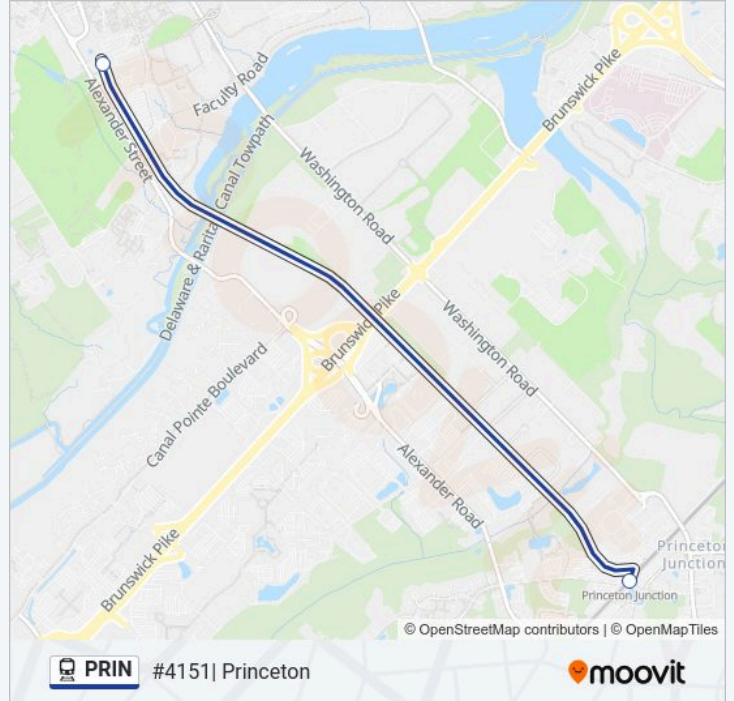 Faculty Road
Alexander Street
Brunswick Pike
Delaware & Raritan Canal Towpath
Washington Road
Brunswick Pike
Washington Road
Canal Pointe Boulevard
Alexander Road
Brunswick Pike
Princeton
Junction
Princeton Junction
© OpenStreetMap contributors | © OpenMapTiles
PRIN #4151| Princeton
moovit